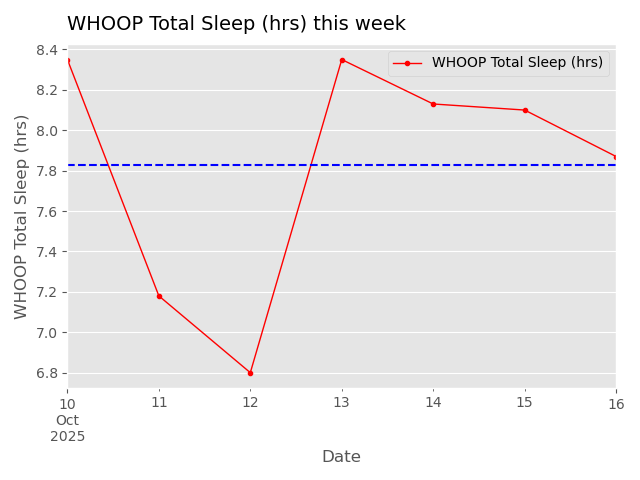 WHOOP Total Sleep (hrs) this week
WHOOP Total Sleep (hrs)
WHOOP Total Sleep (hrs)
8.4
8.2
8.0
7.8
7.6
7.4
7.2
7.0
6.8
10 11 12 13 14 15 16
Oct
2025
Date